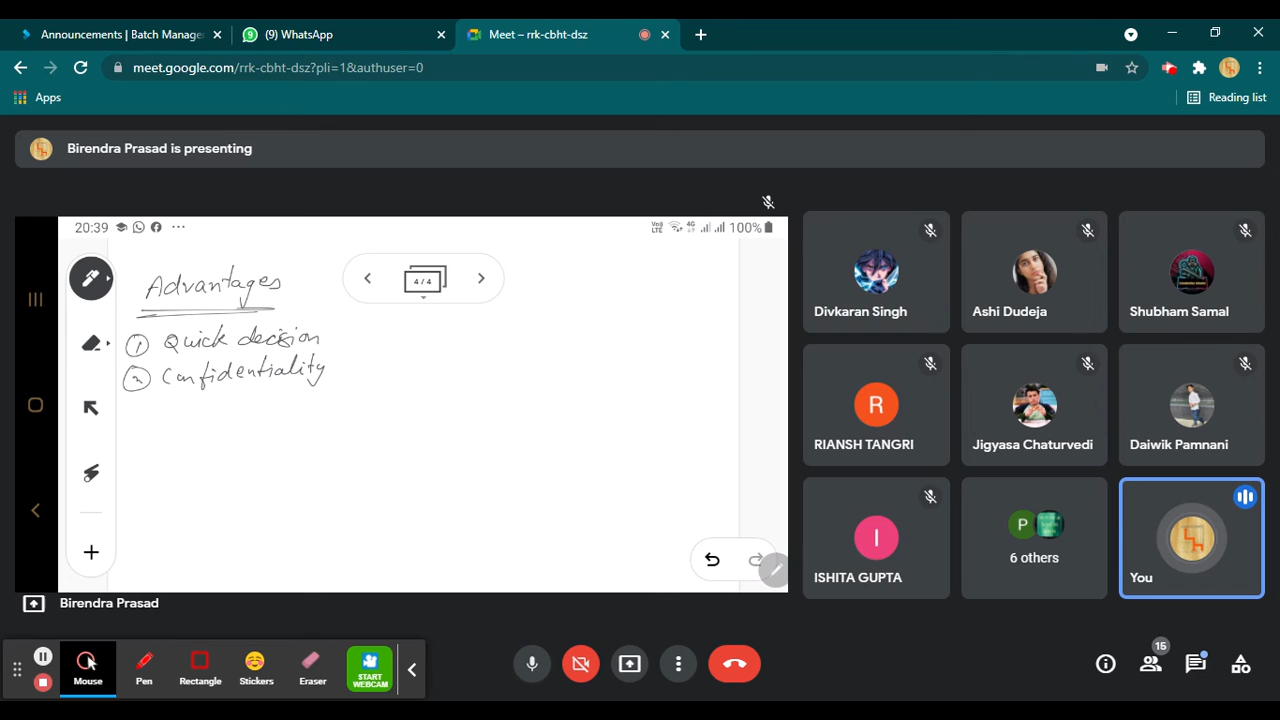 Announcements | Batch Manage
(9) WhatsApp
Meet – rrk-cbht-dsz
meet.google.com/rrk-cbht-dsz?pli=1&authuser=0
Apps
Reading list
Birendra Prasad is presenting
20:39
VoB LTE 4G 100%
4/4
Advantages
① Quick decision
② Confidentiality
Divkaran Singh
Ashi Dudeja
Shubham Samal
R
RIANSH TANGRI
Jigyasa Chaturvedi
Daiwik Pamnani
I
ISHITA GUPTA
P
6 others
You
Birendra Prasad
Mouse
Pen
Rectangle
Stickers
Eraser
START
WEBCAM
15